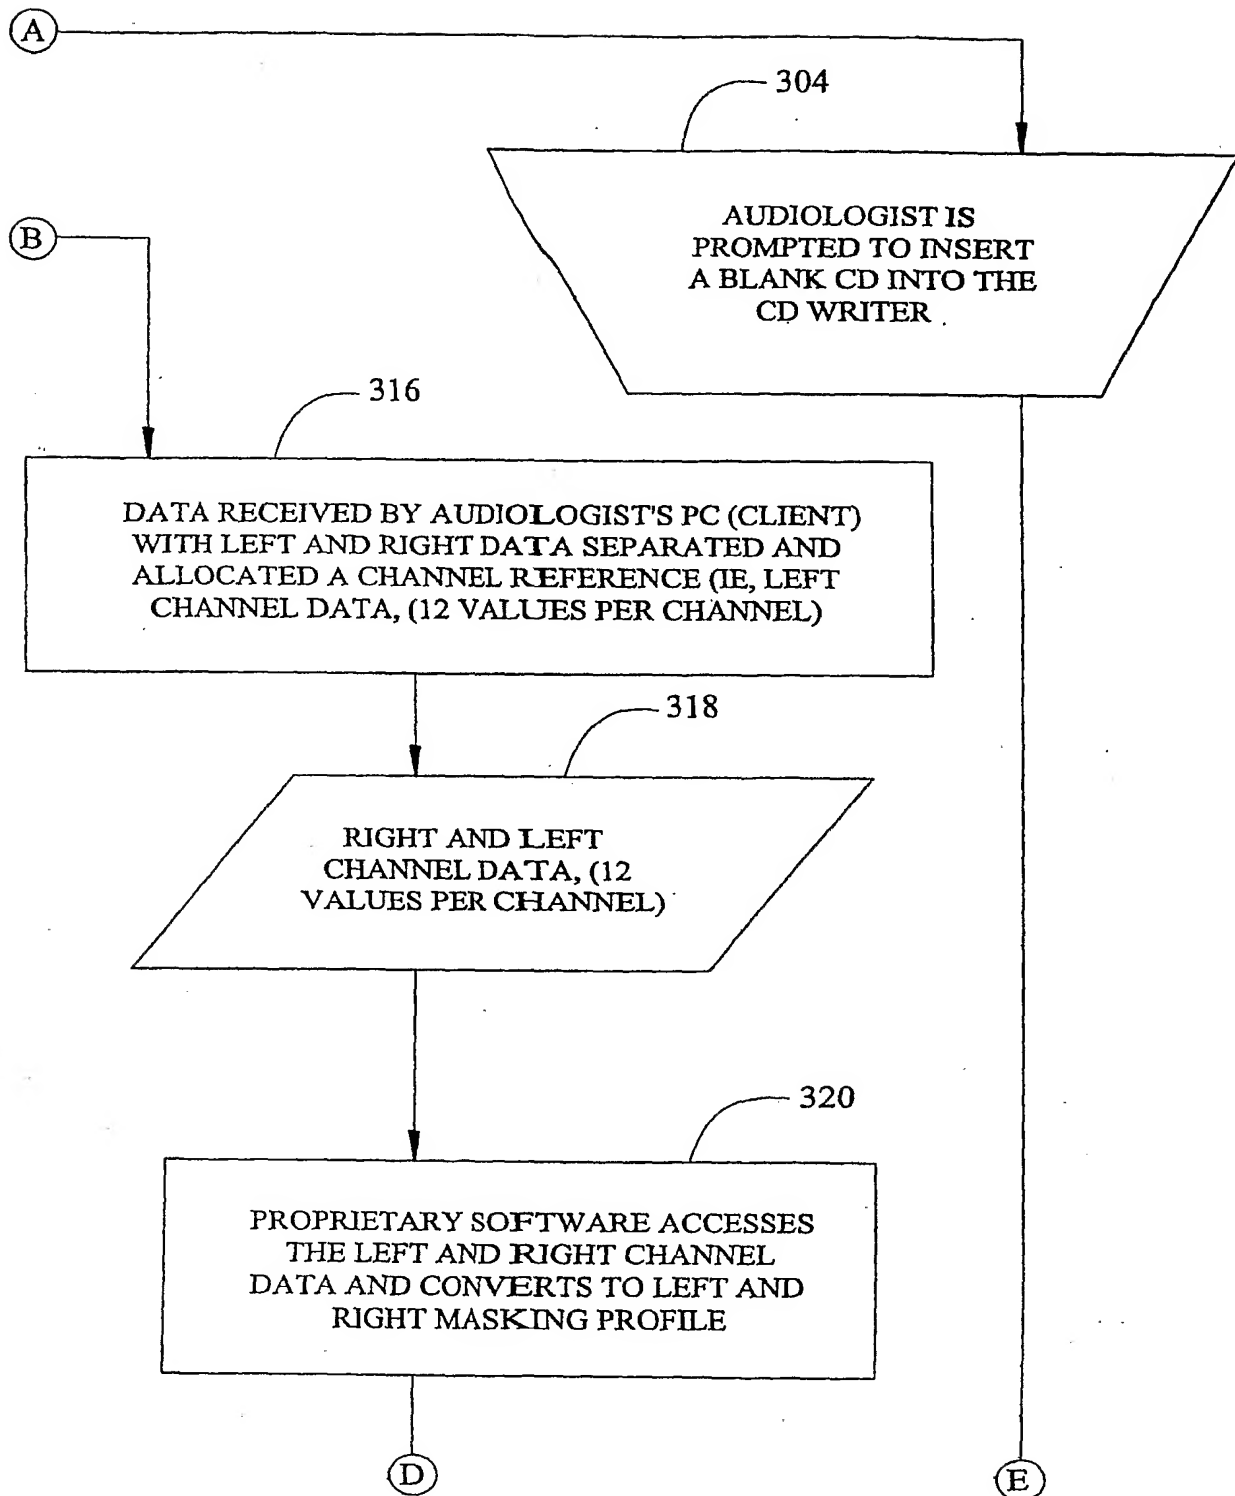 A
304
AUDIOLOGIST IS
PROMPTED TO INSERT
A BLANK CD INTO THE
CD WRITER
B
316
DATA RECEIVED BY AUDIOLOGIST'S PC (CLIENT)
WITH LEFT AND RIGHT DATA SEPARATED AND
ALLOCATED A CHANNEL REFERENCE (IE, LEFT
CHANNEL DATA, (12 VALUES PER CHANNEL)
318
RIGHT AND LEFT
CHANNEL DATA, (12
VALUES PER CHANNEL)
320
PROPRIETARY SOFTWARE ACCESSES
THE LEFT AND RIGHT CHANNEL
DATA AND CONVERTS TO LEFT AND
RIGHT MASKING PROFILE
D
E